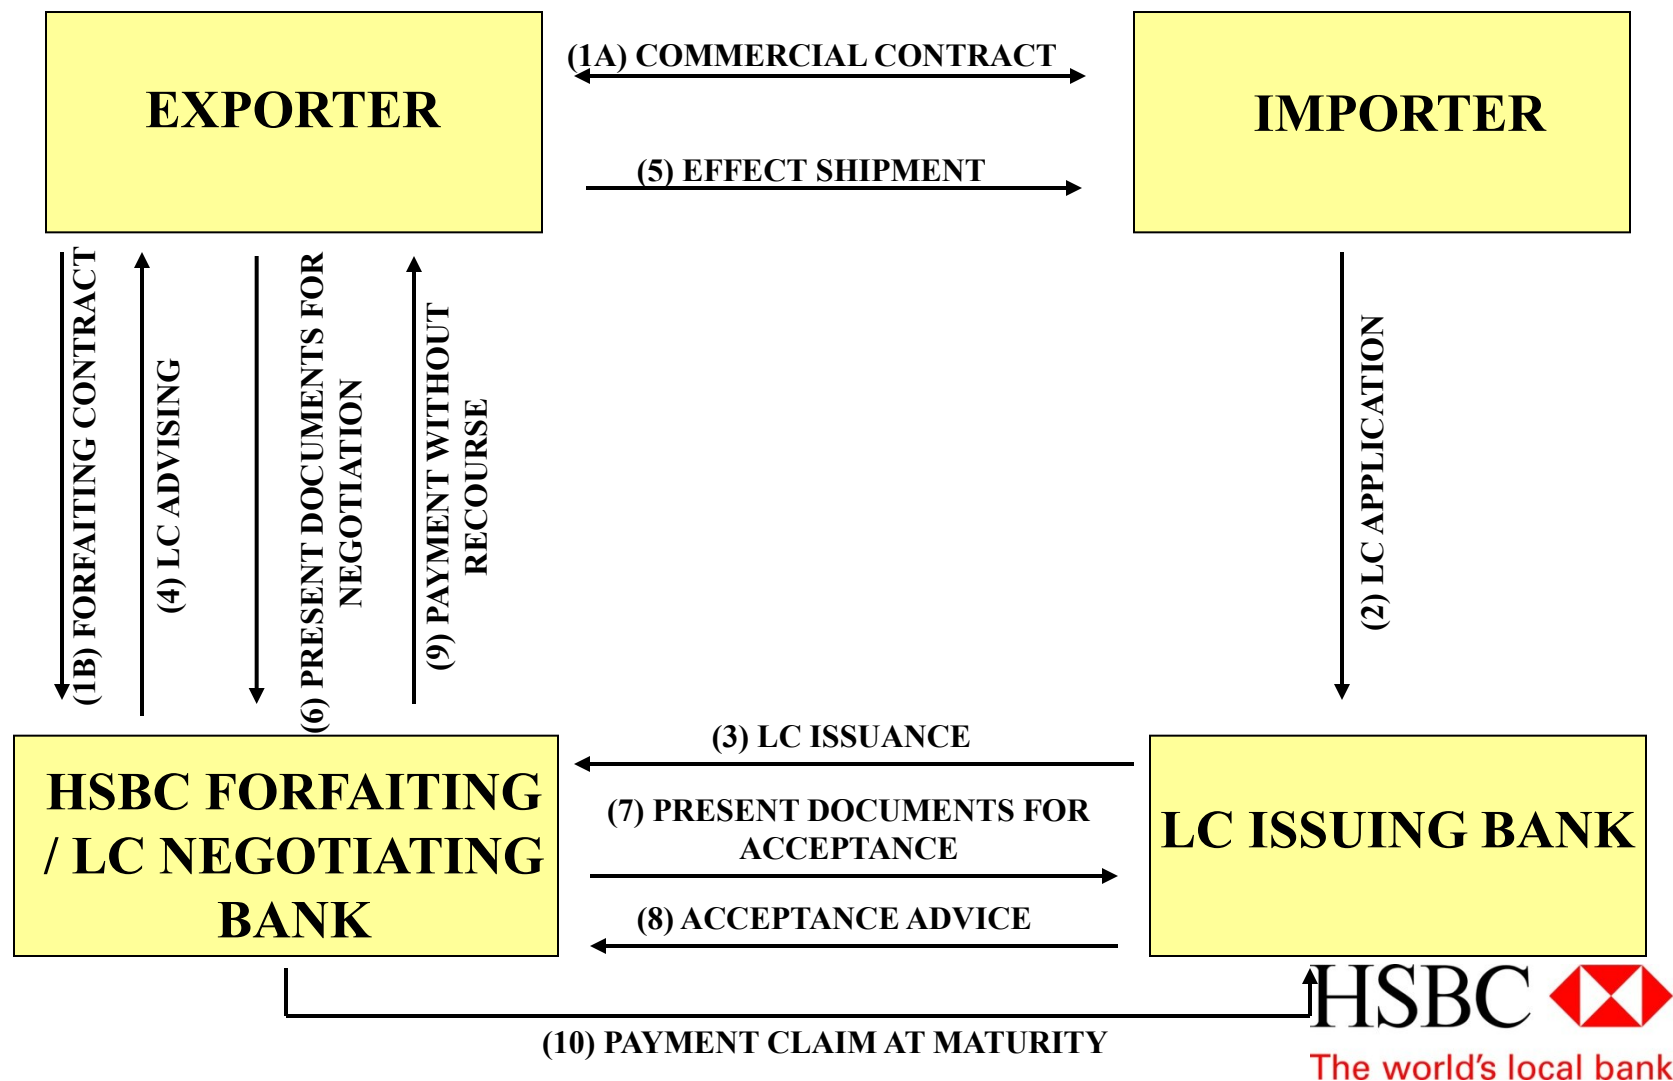 (1A) COMMERCIAL CONTRACT
EXPORTER
IMPORTER
(5) EFFECT SHIPMENT
(1B) FORFAITING CONTRACT
(4) LC ADVISING
(6) PRESENT DOCUMENTS FOR
NEGOTIATION
(9) PAYMENT WITHOUT
RECOURSE
(2) LC APPLICATION
(3) LC ISSUANCE
HSBC FORFAITING
/ LC NEGOTIATING
BANK
(7) PRESENT DOCUMENTS FOR
ACCEPTANCE
LC ISSUING BANK
(8) ACCEPTANCE ADVICE
(10) PAYMENT CLAIM AT MATURITY
HSBC
The world's local bank